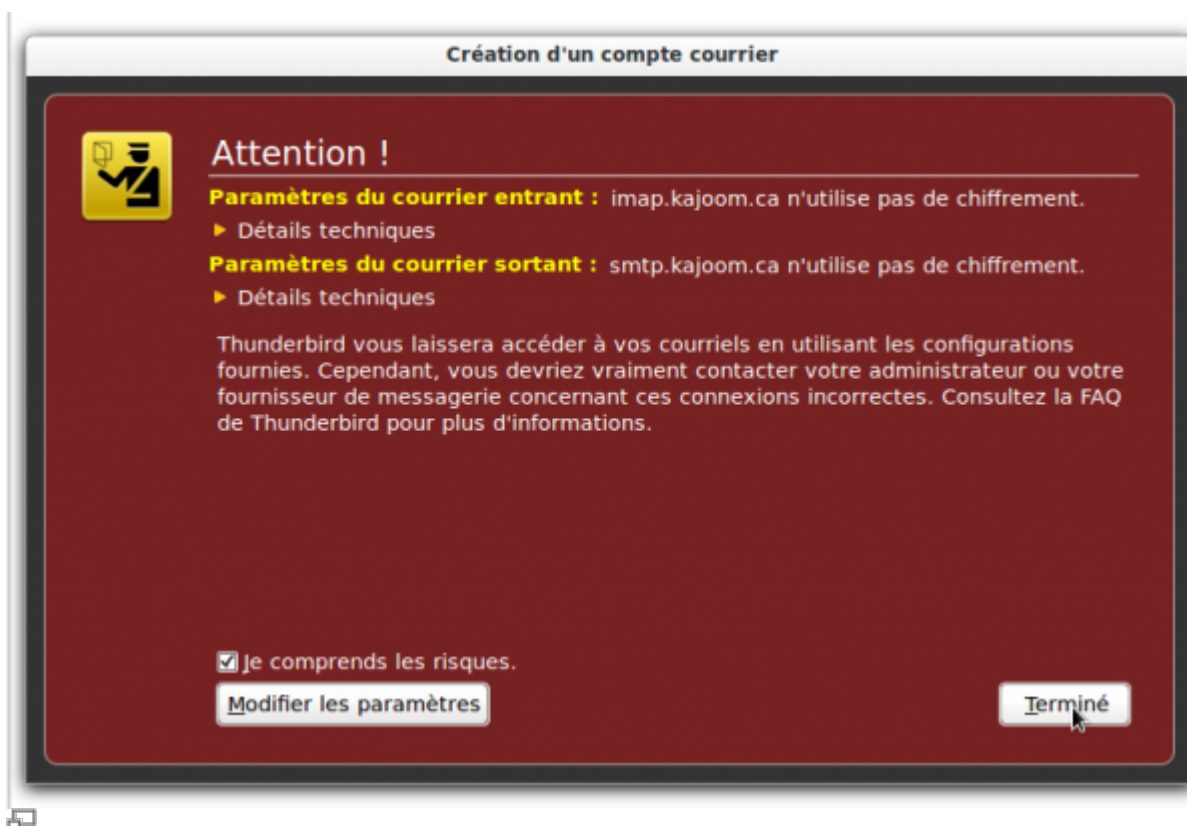 Création d'un compte courrier
Attention !
Paramètres du courrier entrant : imap.kajoom.ca n'utilise pas de chiffrement.
Détails techniques
Paramètres du courrier sortant : smtp.kajoom.ca n'utilise pas de chiffrement.
Détails techniques
Thunderbird vous laissera accéder à vos courriels en utilisant les configurations
fournies. Cependant, vous devriez vraiment contacter votre administrateur ou votre
fournisseur de messagerie concernant ces connexions incorrectes. Consultez la FAQ
de Thunderbird pour plus d'informations.
Je comprends les risques.
Modifier les paramètres
Terminé